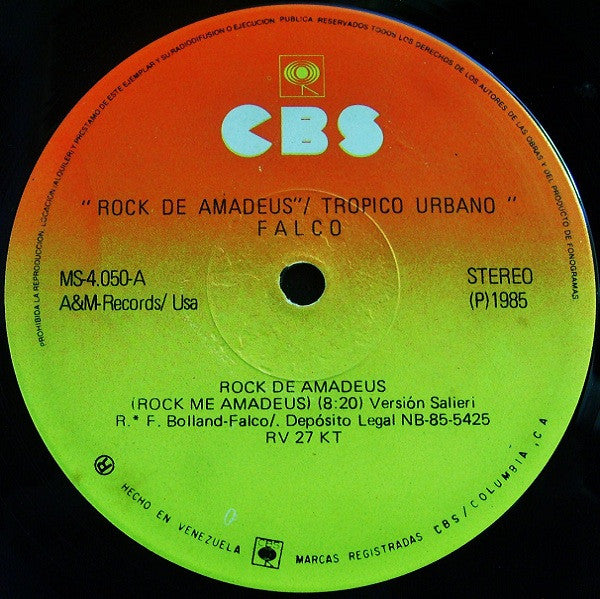 PROHIBIDA LA REPRODUCCION, LOCACION (ALQUILER) Y PRESTAMO DE ESTE EJEMPLAR Y SU RADIODIFUSION O EJECUCION PUBLICA RESERVADOS TODOS LOS DERECHOS DE LOS AUTORES DE LAS OBRAS Y DEL PRODUCTO DE FONOGRAMAS
CBS
" ROCK DE AMADEUS"/ TROPICO URBANO "
FALCO
MS-4.050-A
STEREO
A&M-Records/ Usa
(P)1985
ROCK DE AMADEUS
(ROCK ME AMADEUS) (8:20) Versión Salieri
R.* F. Bolland-Falco/. Depósito Legal NB-85-5425
RV 27 KT
R HECHO EN VENEZUELA CBS MARCAS REGISTRADAS CBS/COLUMBIA, CA